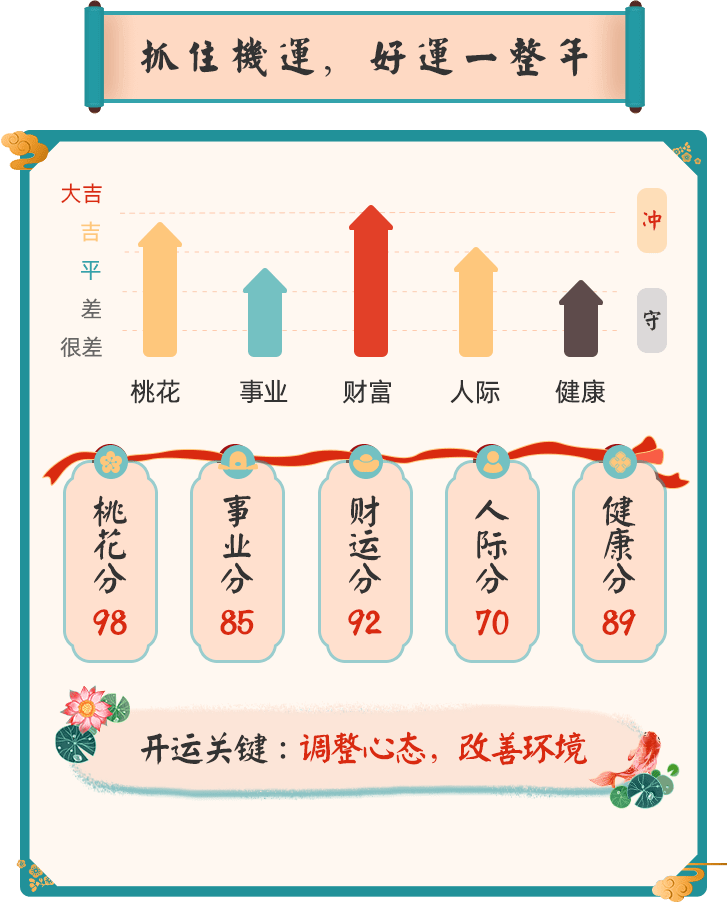 抓住機運，好運一整年
大吉
吉
平
差
很差
冲
守
桃花 事业 财富 人际 健康
桃花分
98
事业分
85
财运分
92
人际分
70
健康分
89
开运关键：调整心态，改善环境